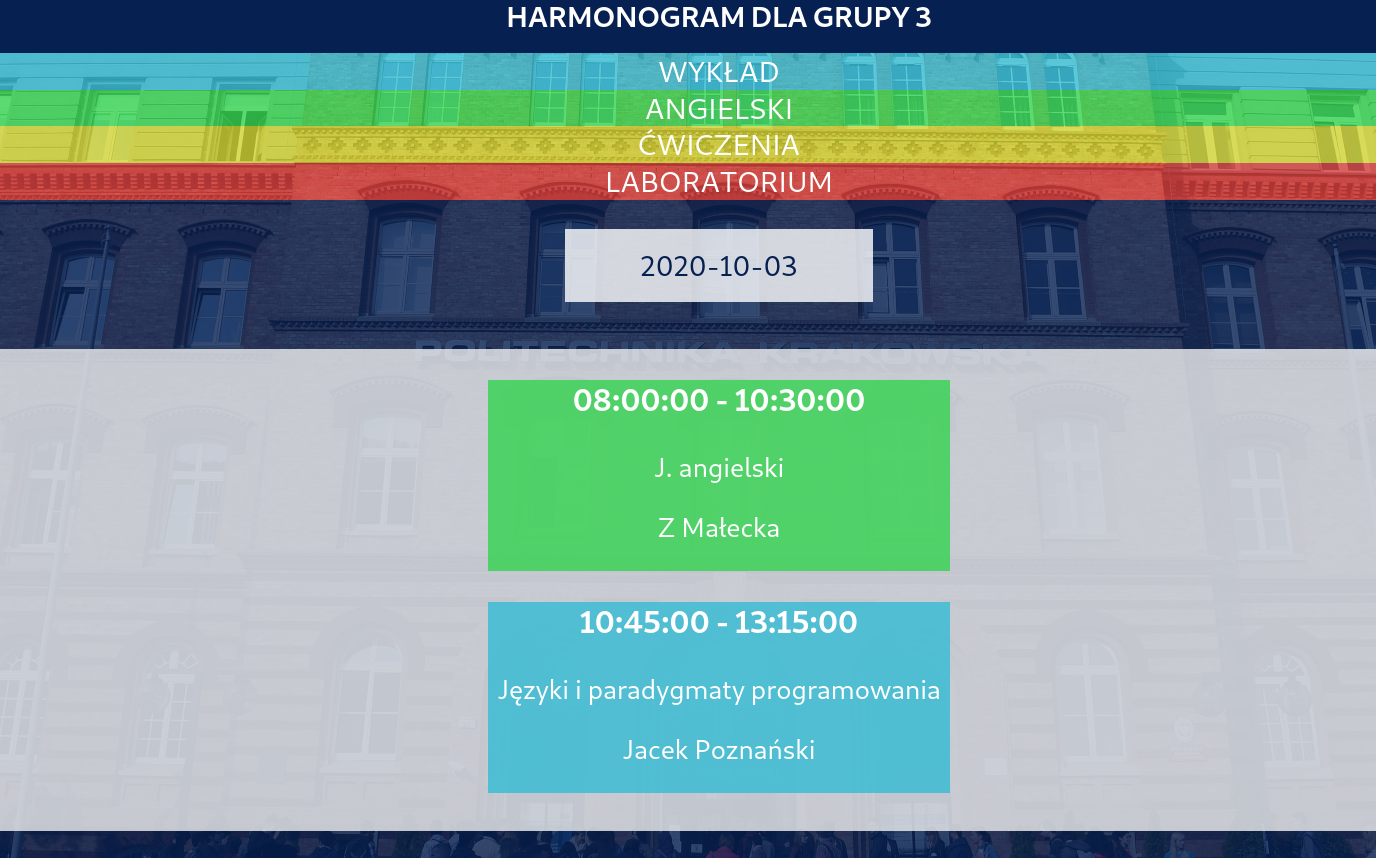 HARMONOGRAM DLA GRUPY 3
WYKŁAD
ANGIELSKI
ĆWICZENIA
LABORATORIUM
2020-10-03
POLITECHNIKA KRAKOWSKA
08:00:00 - 10:30:00
J. angielski
Z Małecka
10:45:00 - 13:15:00
Języki i paradygmaty programowania
Jacek Poznański